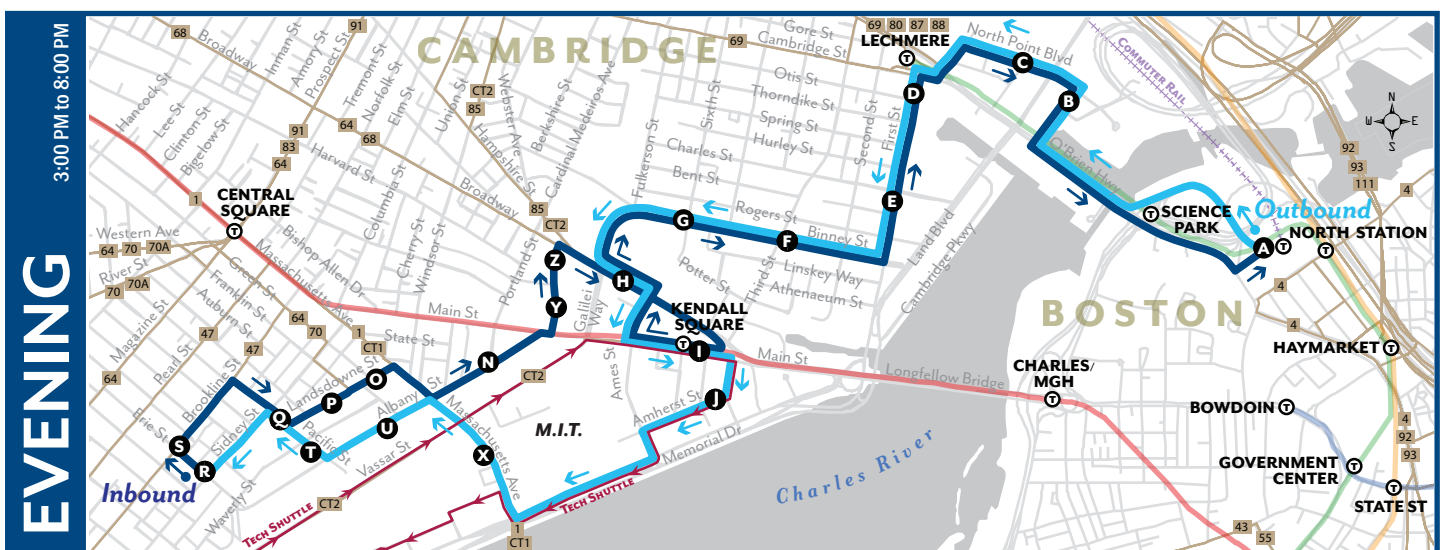 EVENING
3:00 PM to 8:00 PM
CAMBRIDGE
BOSTON
M.I.T.
Charles River
Inbound
Outbound
CENTRAL
SQUARE
KENDALL
SQUARE
LECHMERE
SCIENCE
PARK
NORTH STATION
HAYMARKET
BOWDOIN
GOVERNMENT
CENTER
STATE ST
CHARLES/
MGH
COMMUTER RAIL
TECH SHUTTLE
TECH SHUTTLE
Longfellow Bridge
O'Brien Hwy
North Point Blvd
Gore St
Cambridge St
Otis St
Thorndike St
Spring St
Hurley St
Charles St
Bent St
Rogers St
Binney St
Linskey Way
Athenaeum St
Potter St
Third St
Second St
First St
Sixth St
Fulkerson St
Land Blvd
Cambridge Pkwy
Cardinal Medeiros Ave
Berkshire St
Webster Ave
Hampshire St
Union St
Elm St
Norfolk St
Tremont St
Prospect St
Amory St
Inman St
Broadway
Broadway
Hancock St
Lee St
Clinton St
Bigelow St
Harvard St
Columbia St
Cherry St
Windsor St
Bishop Allen Dr
Massachusetts Ave
Massachusetts Ave
Main St
Main St
State St
Portland St
Galilei
Way
Ames St
Amherst St
Memorial Dr
Vassar St
Albany St
Pacific St
Landsdowne St
Sidney St
Brookline St
Erie St
Waverly St
Pearl St
Magazine St
Auburn St
Franklin St
Green St
River St
Western Ave
68
91
69
69
80
87
88
CT2
85
64
68
91
83
64
1
85
CT2
64
70
70A
70
70A
47
47
64
70
1
CT1
64
CT2
CT2
1
CT1
92
93
111
4
4
4
4
92
93
43
55
A
B
C
D
E
F
G
H
I
J
N
O
P
Q
R
S
T
U
X
Y
Z
T
T
T
T
T
T
T
T
T
T
T
N
W
E
S